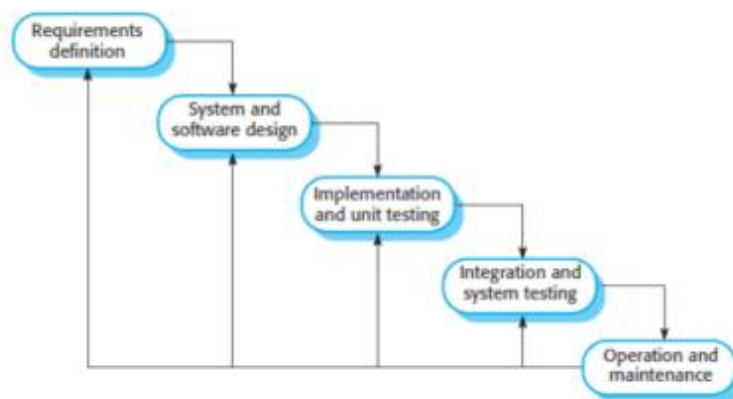 Requirements
definition
System and
software design
Implementation
and unit testing
Integration and
system testing
Operation and
maintenance